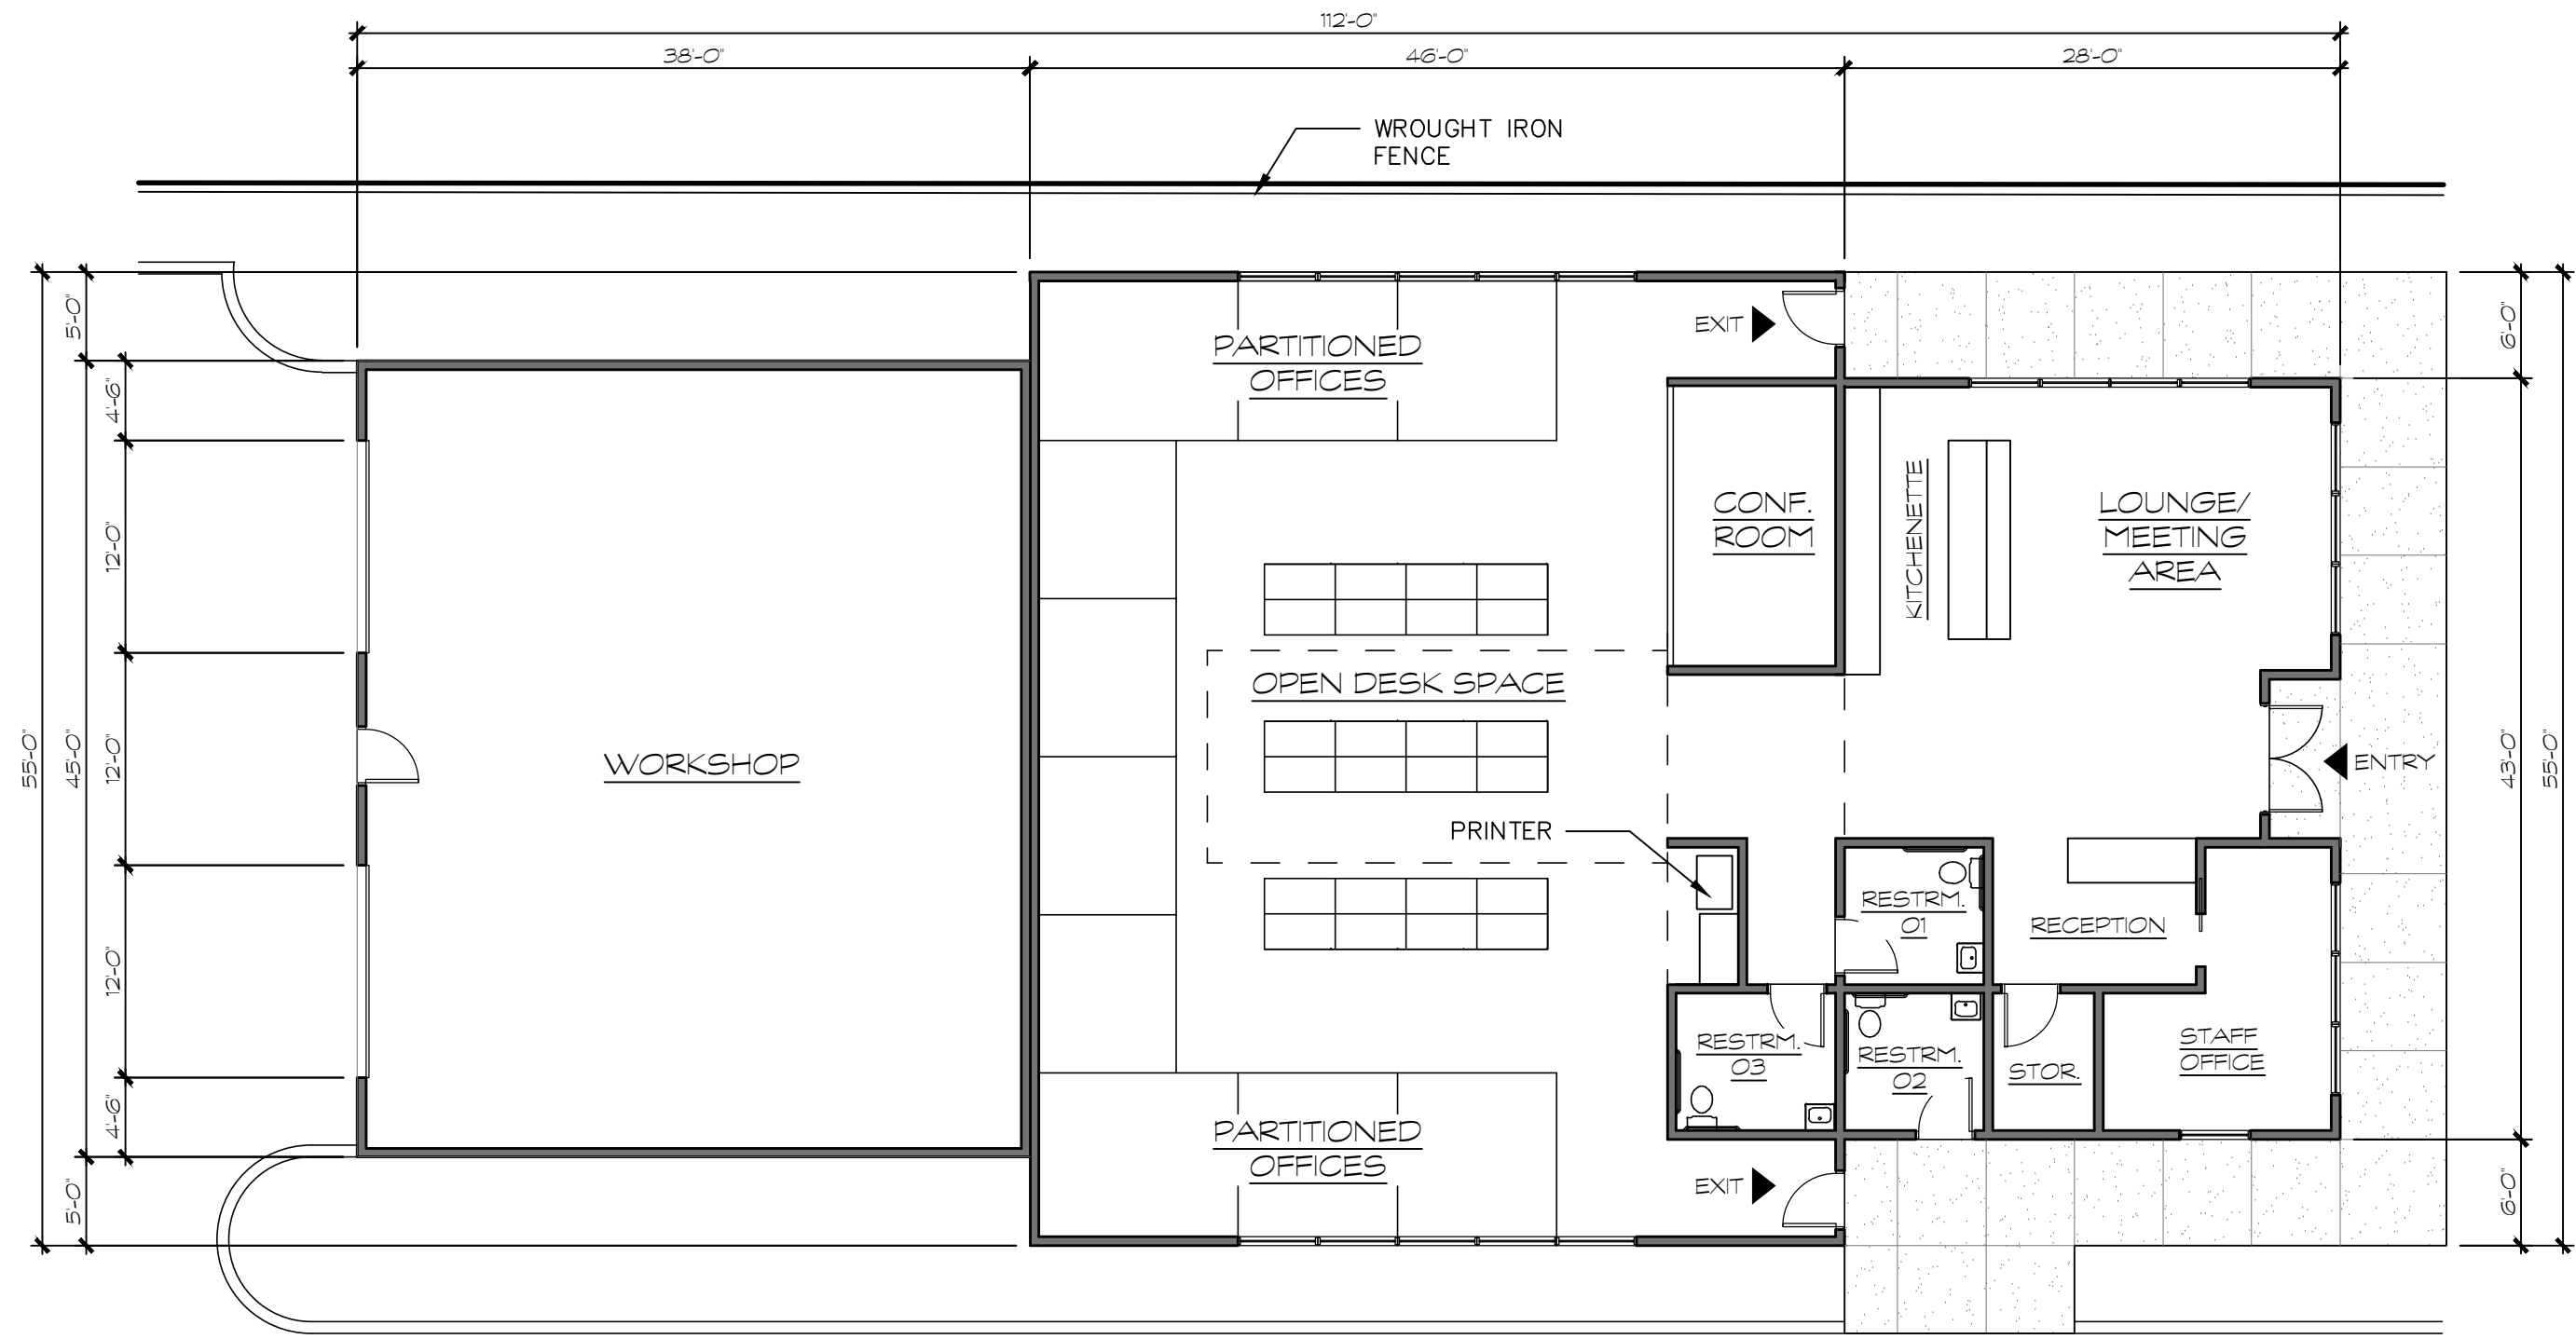 112'-0"
38'-0"
46'-0"
28'-0"
WROUGHT IRON
FENCE
55'-0"
45'-0"
5'-0"
4'-6"
12'-0"
12'-0"
12'-0"
4'-6"
5'-0"
WORKSHOP
PARTITIONED
OFFICES
EXIT
CONF.
ROOM
KITCHENETTE
LOUNGE/
MEETING
AREA
OPEN DESK SPACE
ENTRY
PRINTER
RESTRM.
01
RECEPTION
RESTRM.
03
RESTRM.
02
STOR.
STAFF
OFFICE
PARTITIONED
OFFICES
EXIT
6'-0"
43'-0"
55'-0"
6'-0"